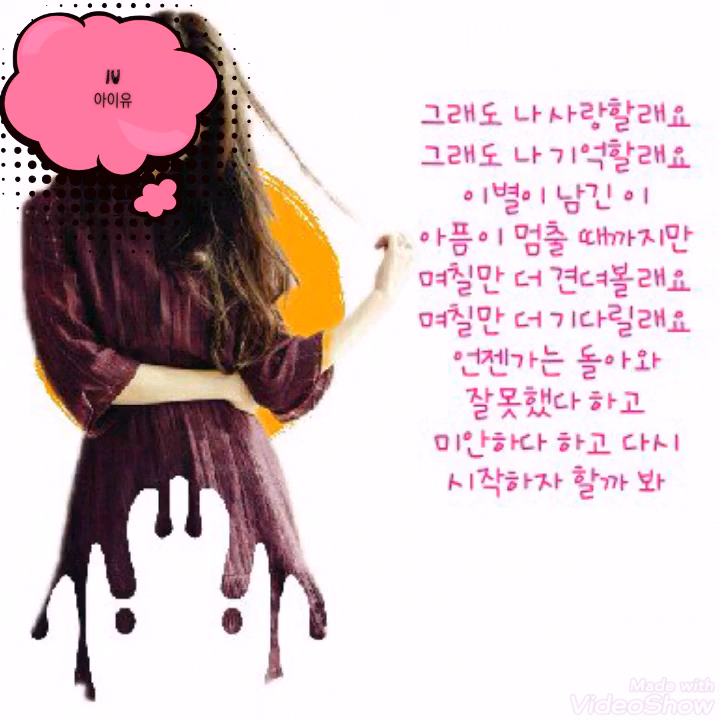 IU
아이유
그래도 나 사랑할래요
그래도 나 기억할래요
이별이 남긴 이
아픔이 멈출 때까지만
며칠만 더 견뎌볼래요
며칠만 더 기다릴래요
언젠가는 돌아와
잘못했다 하고
미안하다 하고 다시
시작하자 할까 봐
Made with
VideoShow